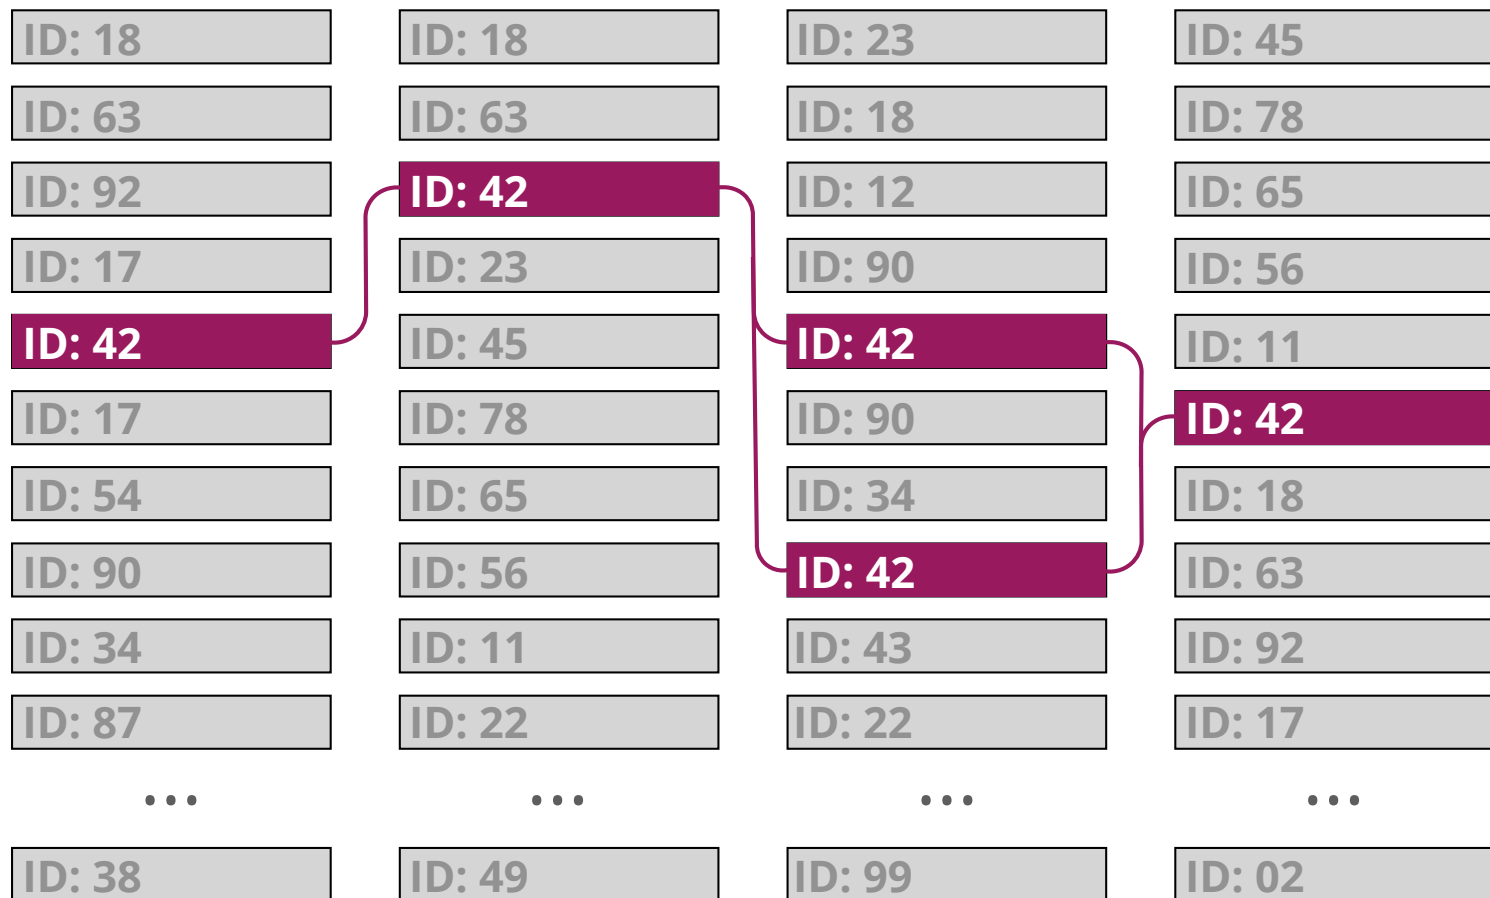 ID: 18 ID: 18 ID: 23 ID: 45
ID: 63 ID: 63 ID: 18 ID: 78
ID: 92 ID: 42 ID: 12 ID: 65
ID: 17 ID: 23 ID: 90 ID: 56
ID: 42 ID: 45 ID: 42 ID: 11
ID: 17 ID: 78 ID: 90 ID: 42
ID: 54 ID: 65 ID: 34 ID: 18
ID: 90 ID: 56 ID: 42 ID: 63
ID: 34 ID: 11 ID: 43 ID: 92
ID: 87 ID: 22 ID: 22 ID: 17
... ... ... ...
ID: 38 ID: 49 ID: 99 ID: 02